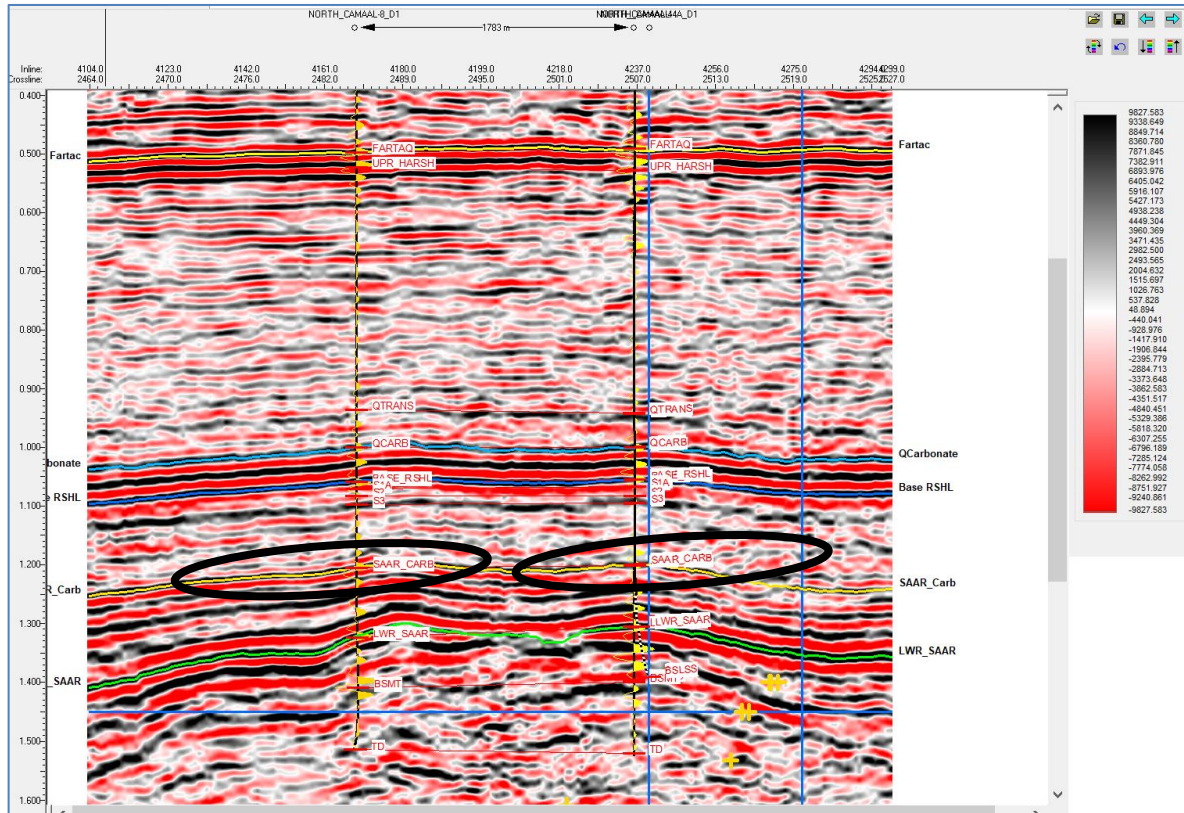 NORTH_CAMAAL-8_D1
1783 m
Inline: 4104.0 4123.0 4142.0 4161.0 4180.0 4199.0 4218.0 4237.0 4256.0 4275.0
Crossline: 2464.0 2470.0 2476.0 2482.0 2489.0 2495.0 2501.0 2507.0 2513.0 2519.0
0.400
0.500
0.600
0.700
0.800
0.900
1.000
1.100
1.200
1.300
1.400
1.500
1.600
Fartac
FARTAQ
FARTAQ
Fartac
UPR_HARSH
UPR_HARSH
QTRANS
QTRANS
QCARB
QCARB
QCarbonate
bonate
BASE_RSHL
Base RSHL
RSHL
S1A
S3
S3
SAAR_CARB
SAAR_CARB
SAAR_Carb
_Carb
LWR_SAAR
LWR_SAAR
LWR_SAAR
_SAAR
BSMT
BSLSS
TD
TD
9827.583
9338.649
8849.714
8360.780
7871.845
7382.911
6893.976
6405.042
5916.107
5427.173
4938.238
4449.304
3960.369
3471.435
2982.500
2493.565
2004.632
1515.697
1026.763
537.828
48.894
-440.041
-928.976
-1417.910
-1906.844
-2395.779
-2884.713
-3373.648
-3862.583
-4351.517
-4840.451
-5329.386
-5818.320
-6307.255
-6796.189
-7285.124
-7774.058
-8262.992
-8751.927
-9240.861
-9827.583